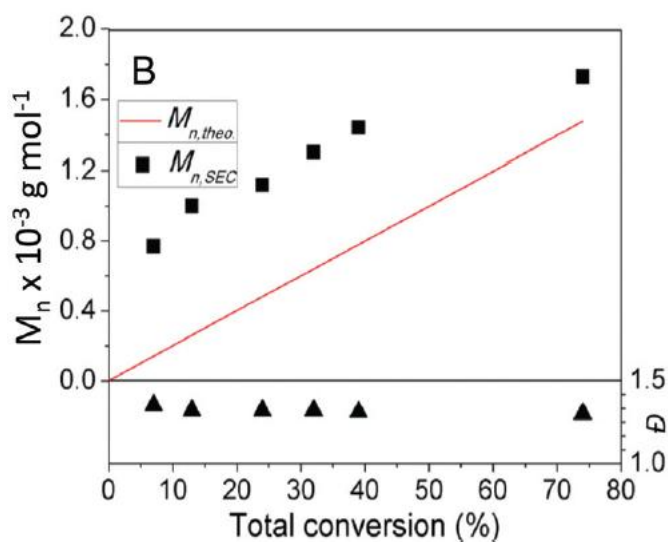 B
M_n,theo.
M_n,SEC
M_n x 10^-3 g mol^-1
2.0
1.6
1.2
0.8
0.4
0.0
1.5
1.0
Đ
0 10 20 30 40 50 60 70 80
Total conversion (%)